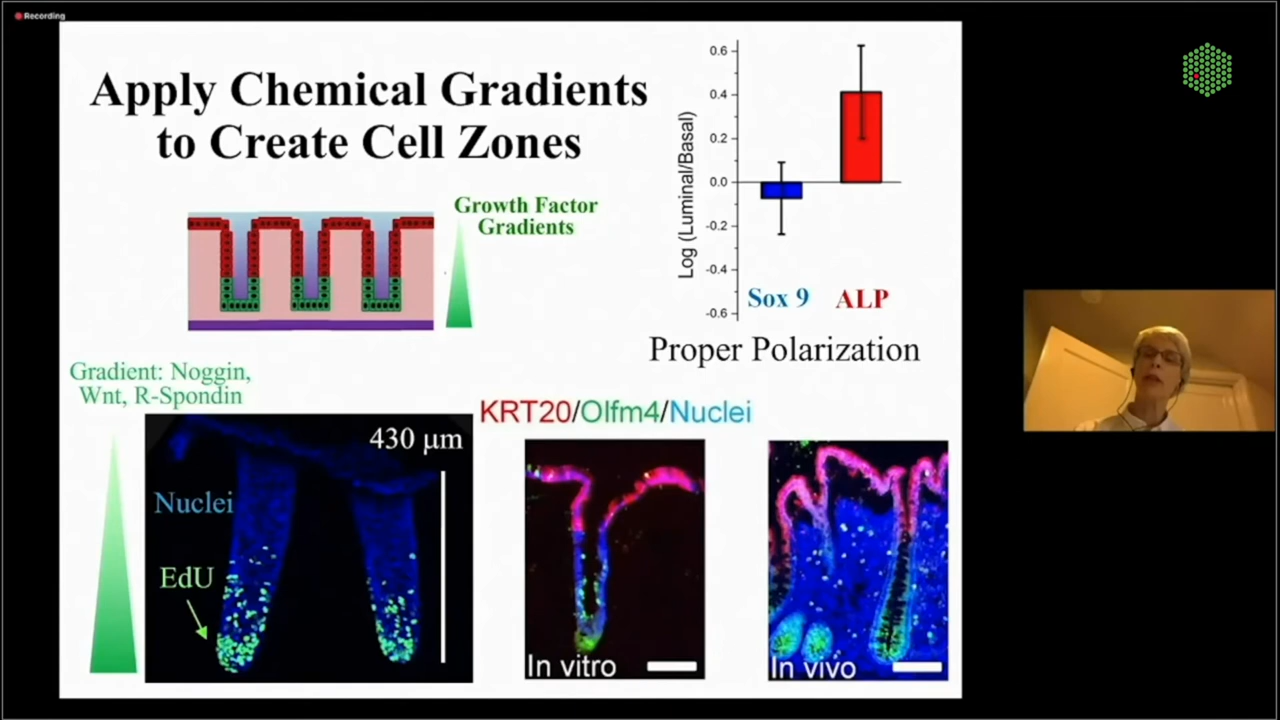 Recording
Apply Chemical Gradients
to Create Cell Zones
Growth Factor
Gradients
0.6
0.4
0.2
0.0
-0.2
-0.4
-0.6
Log (Luminal/Basal)
Sox 9 ALP
Proper Polarization
Gradient: Noggin,
Wnt, R-Spondin
430 µm
Nuclei
EdU
KRT20/Olfm4/Nuclei
In vitro
In vivo